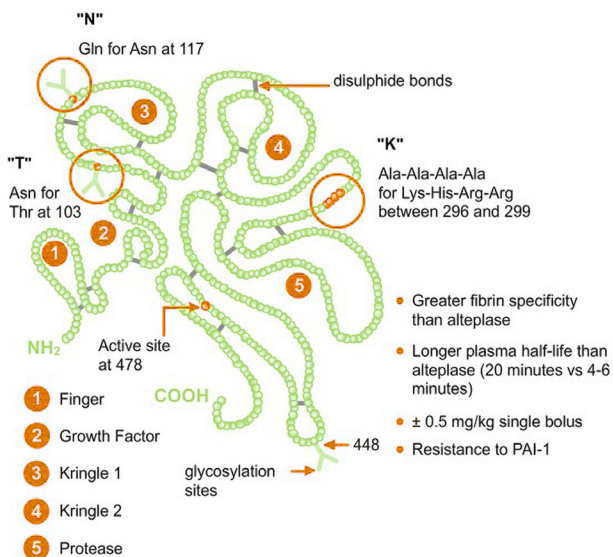 "N"
Gln for Asn at 117
disulphide bonds
3
4
"K"
"T"
Ala-Ala-Ala-Ala
for Lys-His-Arg-Arg
between 296 and 299
Asn for
Thr at 103
1
2
5
Greater fibrin specificity
than alteplase
NH₂
Active site
at 478
Longer plasma half-life than
alteplase (20 minutes vs 4-6
minutes)
COOH
± 0.5 mg/kg single bolus
Resistance to PAI-1
448
glycosylation
sites
1 Finger
2 Growth Factor
3 Kringle 1
4 Kringle 2
5 Protease